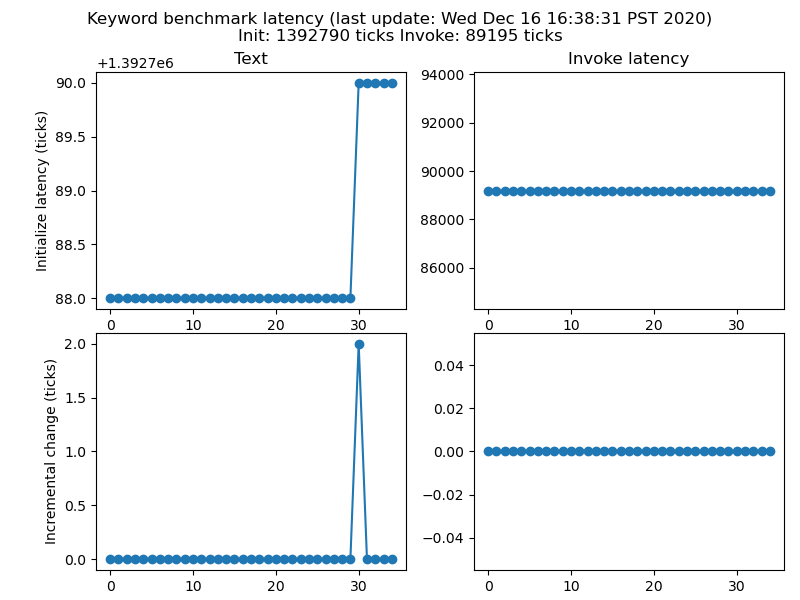 Keyword benchmark latency (last update: Wed Dec 16 16:38:31 PST 2020)
Init: 1392790 ticks Invoke: 89195 ticks
Text
+1.3927e6
Initialize latency (ticks)
90.0
89.5
89.0
88.5
88.0
0 10 20 30
Invoke latency
94000
92000
90000
88000
86000
0 10 20 30
Incremental change (ticks)
2.0
1.5
1.0
0.5
0.0
0 10 20 30
0.04
0.02
0.00
−0.02
−0.04
0 10 20 30